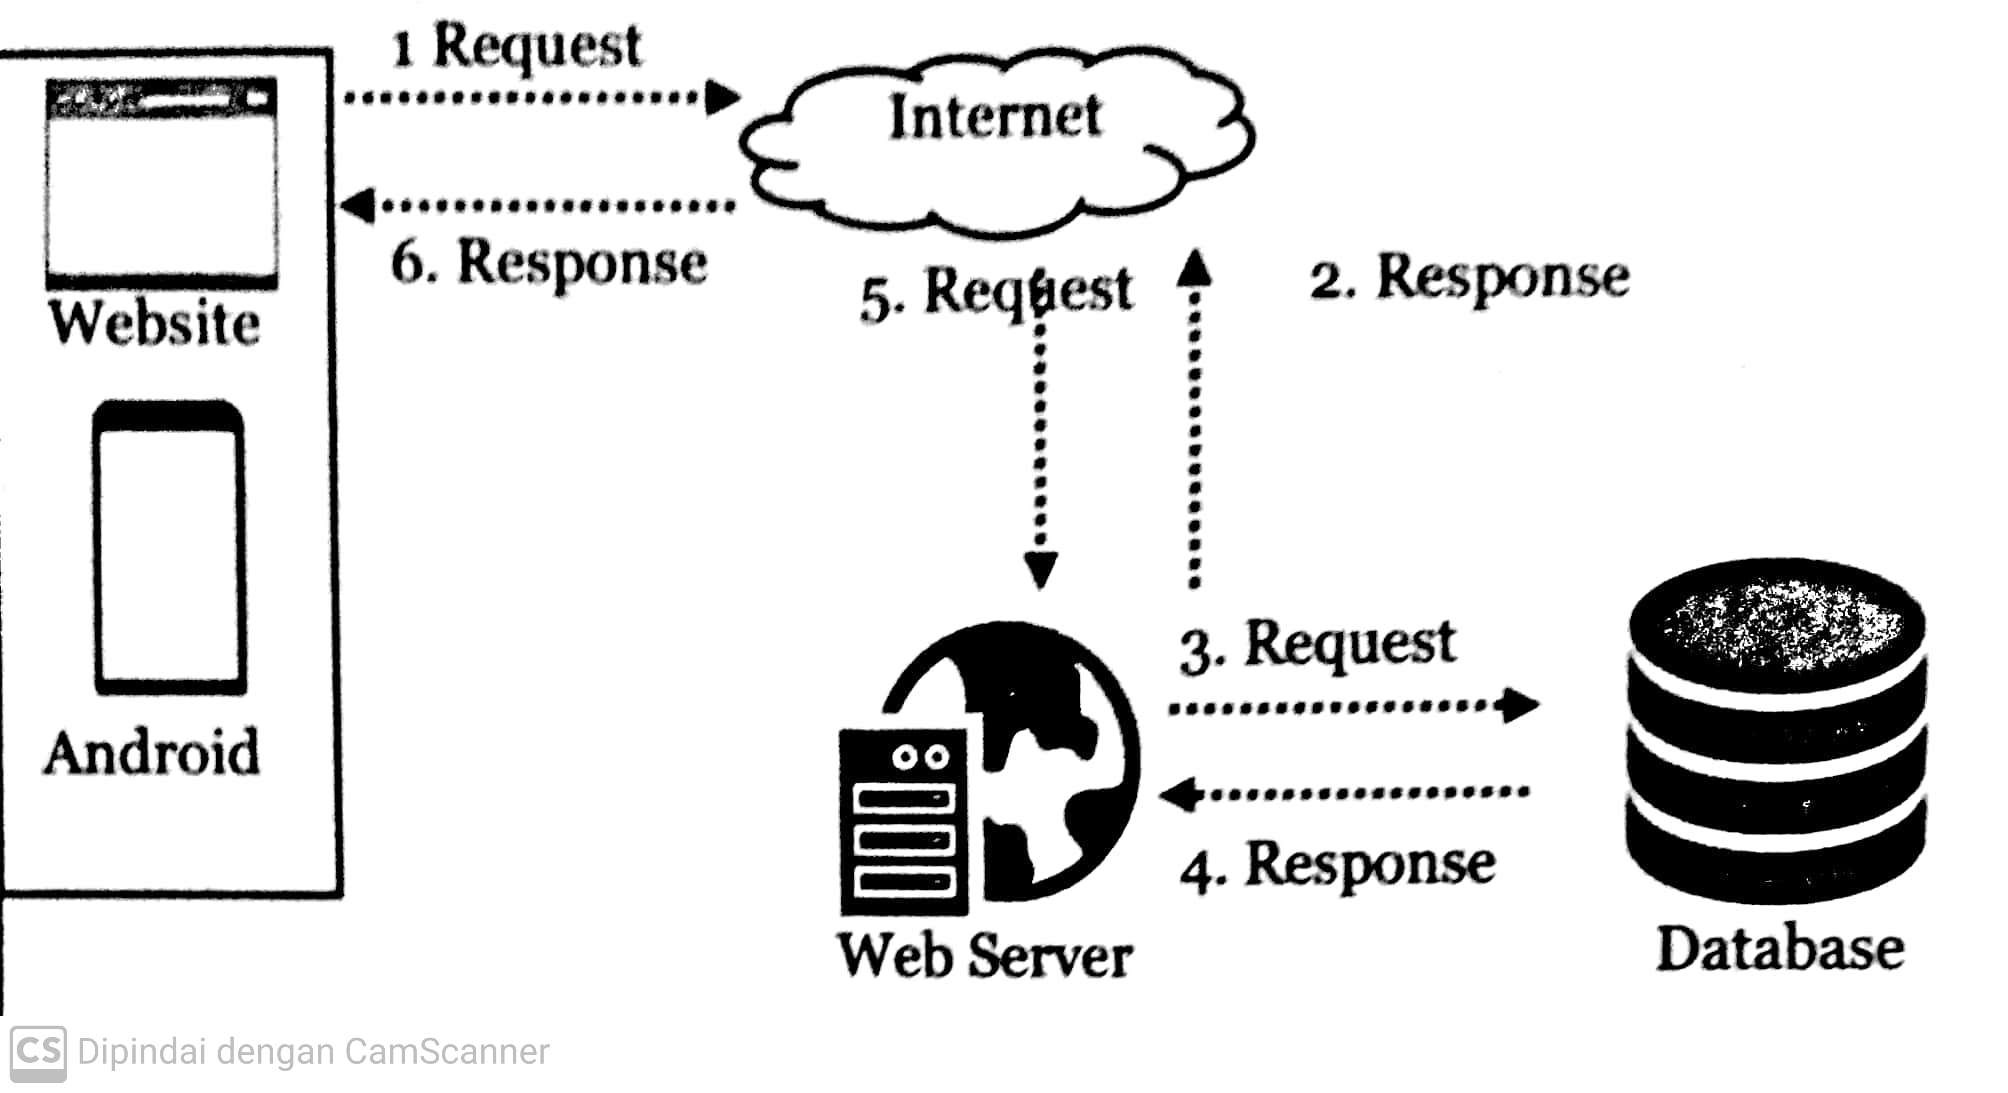 1 Request
Internet
6. Response
5. Request
2. Response
Website
Android
3. Request
4. Response
Web Server
Database
CS Dipindai dengan CamScanner